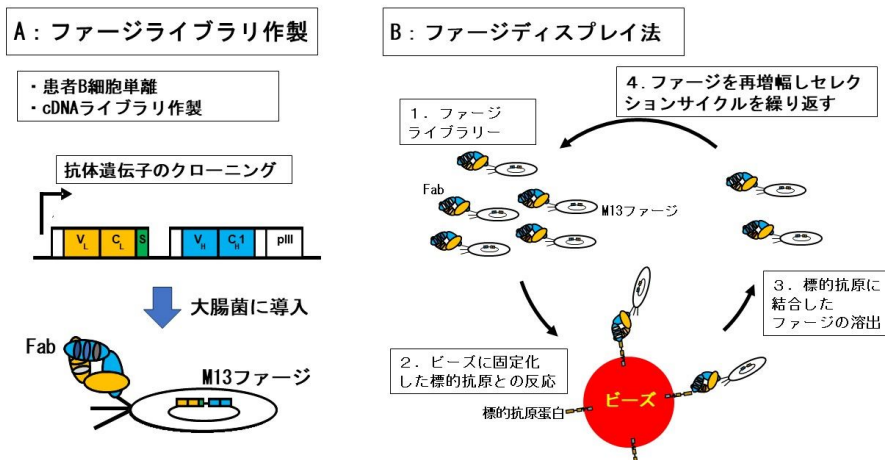 A：ファージライブラリ作製
・患者B細胞単離
・cDNAライブラリ作製
抗体遺伝子のクローニング
VL CL S VH CH1 pIII
大腸菌に導入
Fab
M13ファージ
B：ファージディスプレイ法
１．ファージ
ライブラリー
４．ファージを再増幅しセレク
ションサイクルを繰り返す
Fab
M13ファージ
２．ビーズに固定化
した標的抗原との反応
３．標的抗原に
結合した
ファージの溶出
標的抗原蛋白
ビーズ